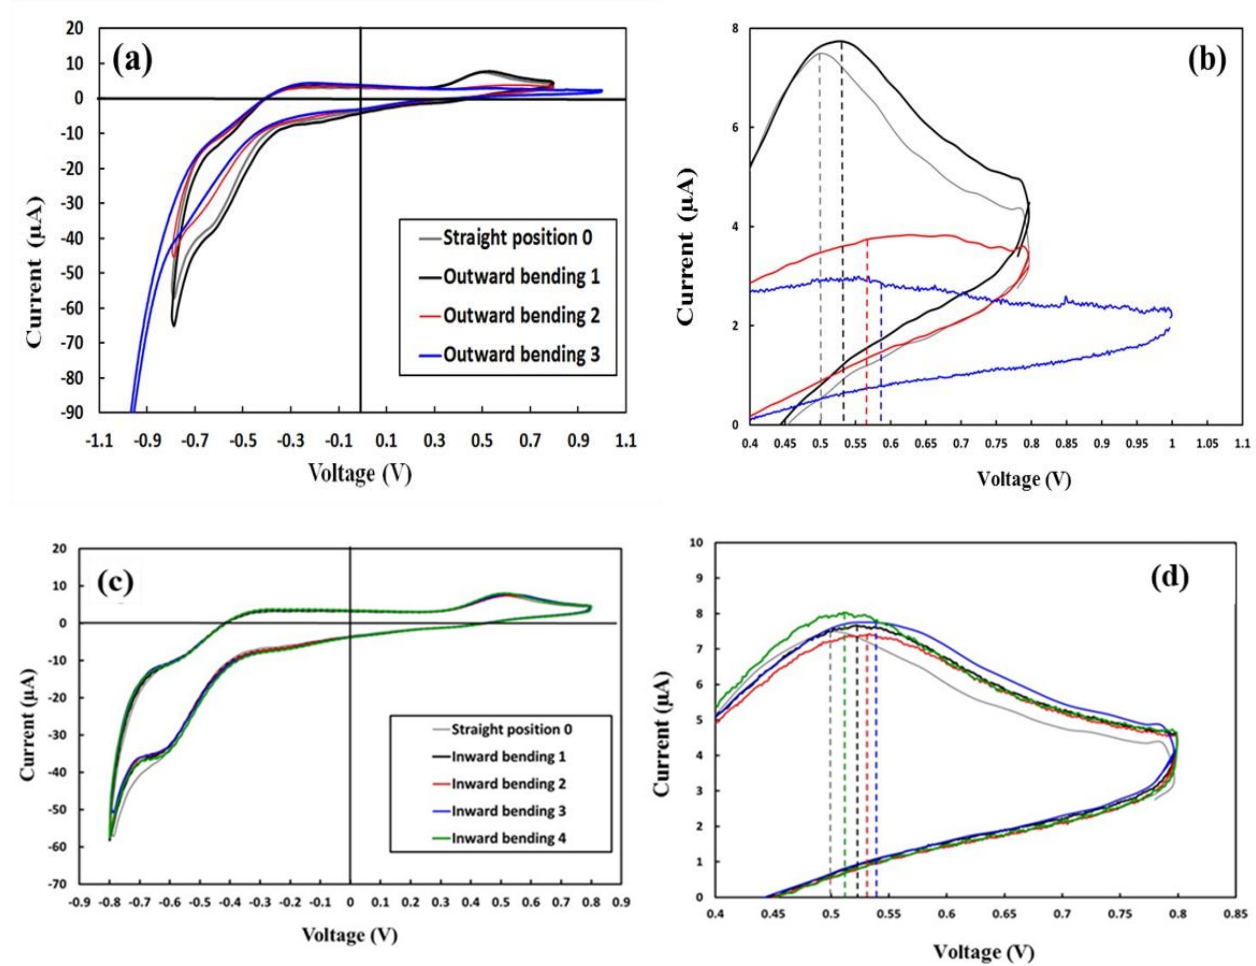 (a)
20
10
0
-10
-20
-30
-40
-50
-60
-70
-80
-90
Current (µA)
-1.1 -0.9 -0.7 -0.5 -0.3 -0.1 0.1 0.3 0.5 0.7 0.9 1.1
Voltage (V)
Straight position 0
Outward bending 1
Outward bending 2
Outward bending 3
(b)
8
6
4
2
0
Current (µA)
0.4 0.45 0.5 0.55 0.6 0.65 0.7 0.75 0.8 0.85 0.9 0.95 1 1.05 1.1
Voltage (V)
(c)
20
10
0
-10
-20
-30
-40
-50
-60
-70
Current (µA)
-0.9 -0.8 -0.7 -0.6 -0.5 -0.4 -0.3 -0.2 -0.1 0 0.1 0.2 0.3 0.4 0.5 0.6 0.7 0.8 0.9
Voltage (V)
Straight position 0
Inward bending 1
Inward bending 2
Inward bending 3
Inward bending 4
(d)
10
9
8
7
6
5
4
3
2
1
0
Current (µA)
0.4 0.45 0.5 0.55 0.6 0.65 0.7 0.75 0.8 0.85
Voltage (V)